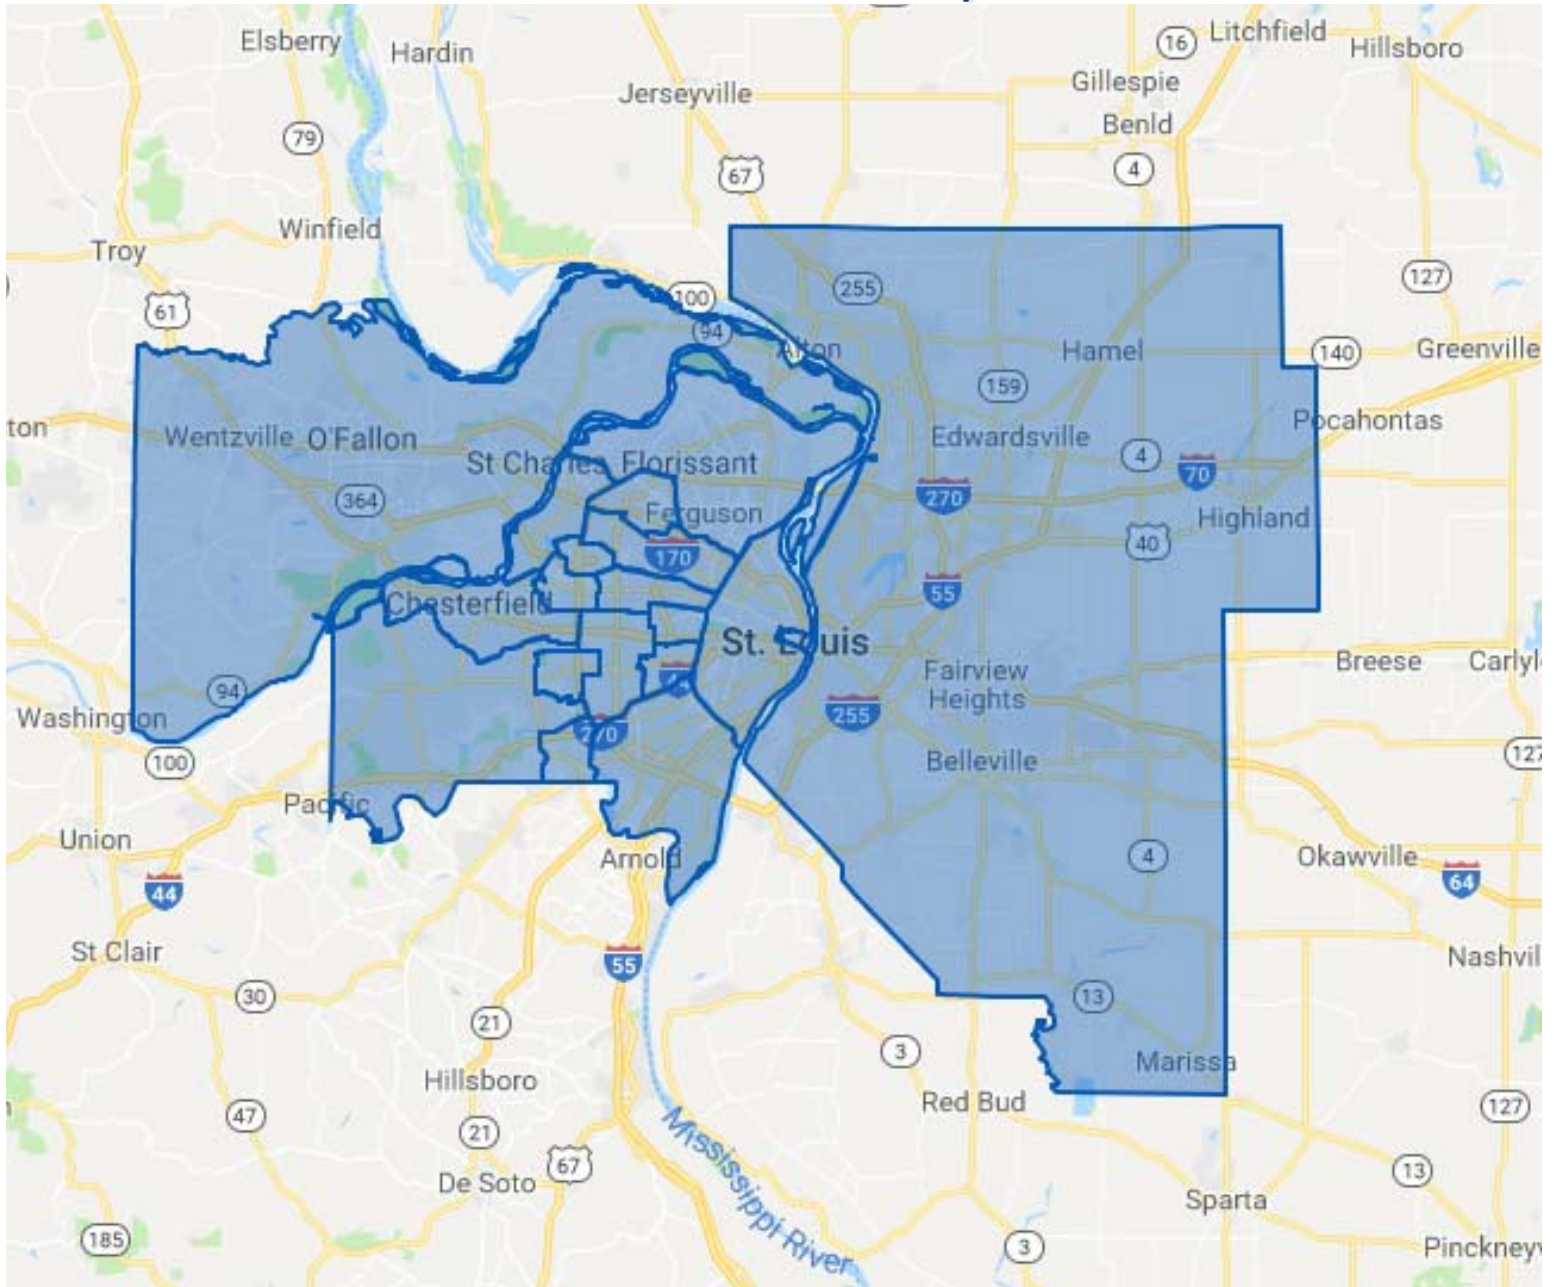 Elsberry
Hardin
16
Litchfield
Hillsboro
Jerseyville
Gillespie
Benld
79
67
4
Winfield
Troy
61
100
255
127
94
Alton
Hamel
140
Greenville
159
ton
Wentzville
O'Fallon
St Charles
Florissant
Edwardsville
4
Pocahontas
70
364
270
Ferguson
Highland
170
40
55
Chesterfield
St. Louis
Fairview
Heights
Breese
Carlyl
94
Washington
255
270
100
Belleville
127
Pacific
Union
Arnold
4
Okawville
44
64
St Clair
55
Nashvil
30
13
21
3
Hillsboro
Marissa
Red Bud
47
21
127
Mississippi River
67
De Soto
13
Sparta
185
3
Pinckneyv